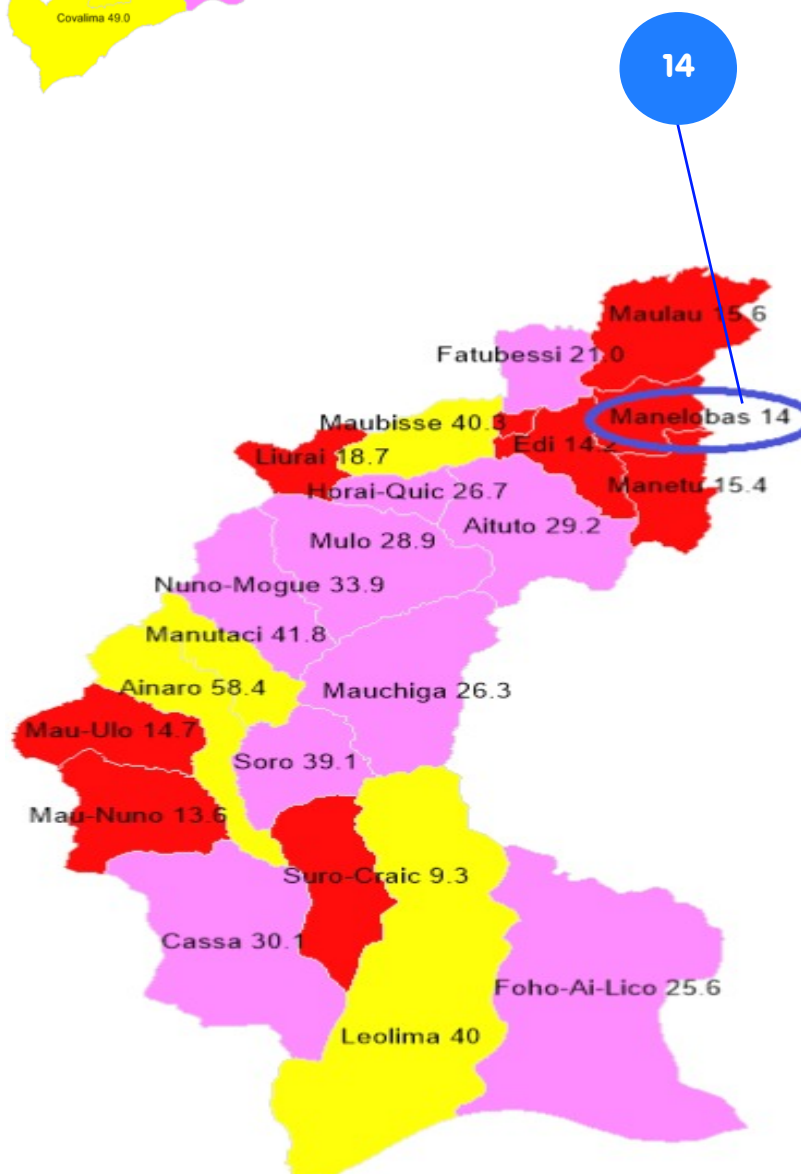 Covalima 49.0
14
Maulau 15.6
Fatubessi 21.0
Manelobas 14
Maubisse 40.3
Edi 14.2
Liurai 18.7
Horai-Quic 26.7
Manetu 15.4
Aituto 29.2
Mulo 28.9
Nuno-Mogue 33.9
Manutaci 41.8
Ainaro 58.4
Mauchiga 26.3
Mau-Ulo 14.7
Soro 39.1
Mau-Nuno 13.6
Suro-Craic 9.3
Cassa 30.1
Foho-Ai-Lico 25.6
Leolima 40